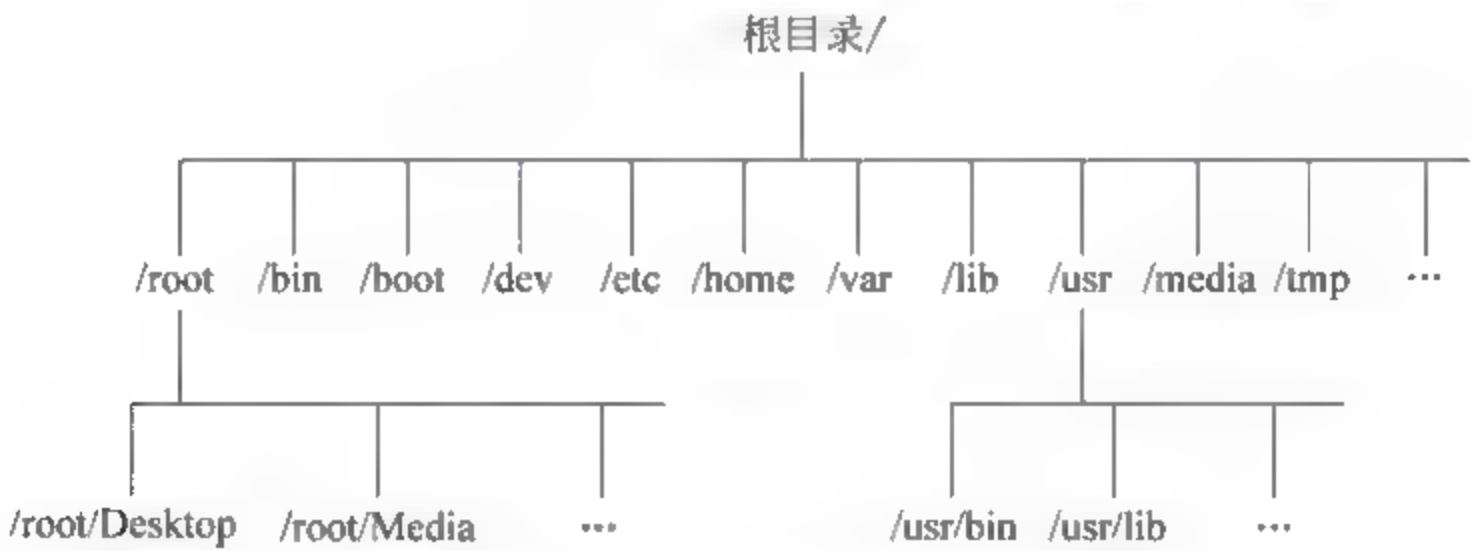 根目录/
/root /bin /boot /dev /etc /home /var /lib /usr /media /tmp …
/root/Desktop /root/Media … /usr/bin /usr/lib …